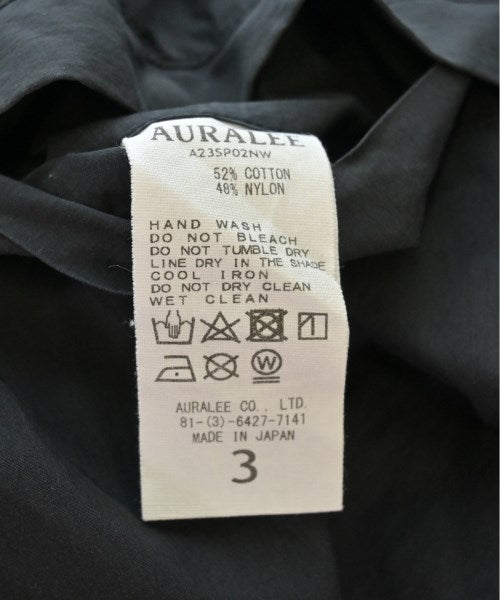 AURALEE
A23SP02NW
52% COTTON
48% NYLON
HAND WASH
DO NOT BLEACH
DO NOT TUMBLE DRY
LINE DRY IN THE SHADE
COOL IRON
DO NOT DRY CLEAN
WET CLEAN
W
AURALEE CO., LTD.
81-(3)-6427-7141
MADE IN JAPAN
3